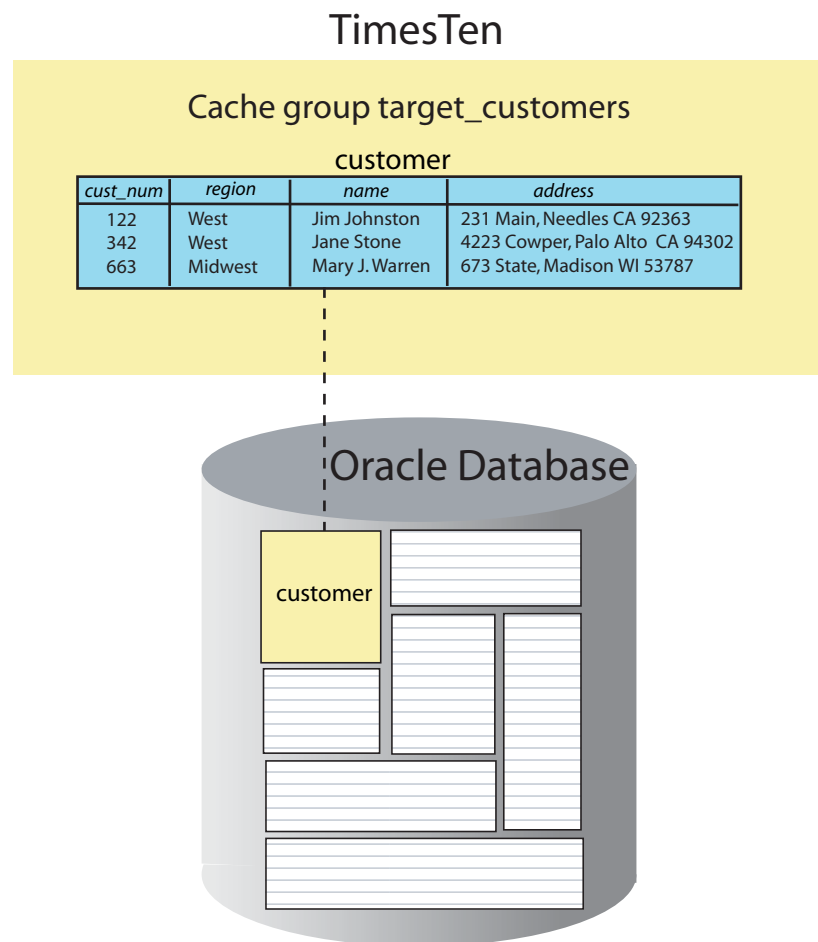 TimesTen
Cache group target_customers
customer
cust_num region name address
122 West Jim Johnston 231 Main, Needles CA 92363
342 West Jane Stone 4223 Cowper, Palo Alto CA 94302
663 Midwest Mary J. Warren 673 State, Madison WI 53787
Oracle Database
customer